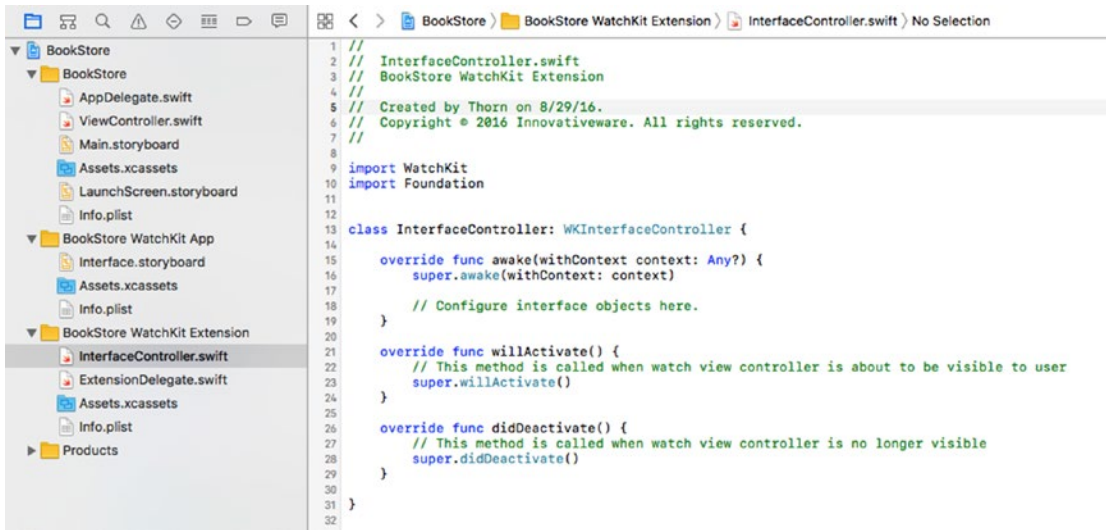 BookStore 〉 BookStore WatchKit Extension 〉 InterfaceController.swift 〉 No Selection
BookStore
BookStore
AppDelegate.swift
ViewController.swift
Main.storyboard
Assets.xcassets
LaunchScreen.storyboard
Info.plist
BookStore WatchKit App
Interface.storyboard
Assets.xcassets
Info.plist
BookStore WatchKit Extension
InterfaceController.swift
ExtensionDelegate.swift
Assets.xcassets
Info.plist
Products
1 //
2 //  InterfaceController.swift
3 //  BookStore WatchKit Extension
4 //
5 //  Created by Thorn on 8/29/16.
6 //  Copyright © 2016 Innovativeware. All rights reserved.
7 //
8
9 import WatchKit
10 import Foundation
11
12
13 class InterfaceController: WKInterfaceController {
14
15     override func awake(withContext context: Any?) {
16         super.awake(withContext: context)
17
18         // Configure interface objects here.
19     }
20
21     override func willActivate() {
22         // This method is called when watch view controller is about to be visible to user
23         super.willActivate()
24     }
25
26     override func didDeactivate() {
27         // This method is called when watch view controller is no longer visible
28         super.didDeactivate()
29     }
30
31 }
32